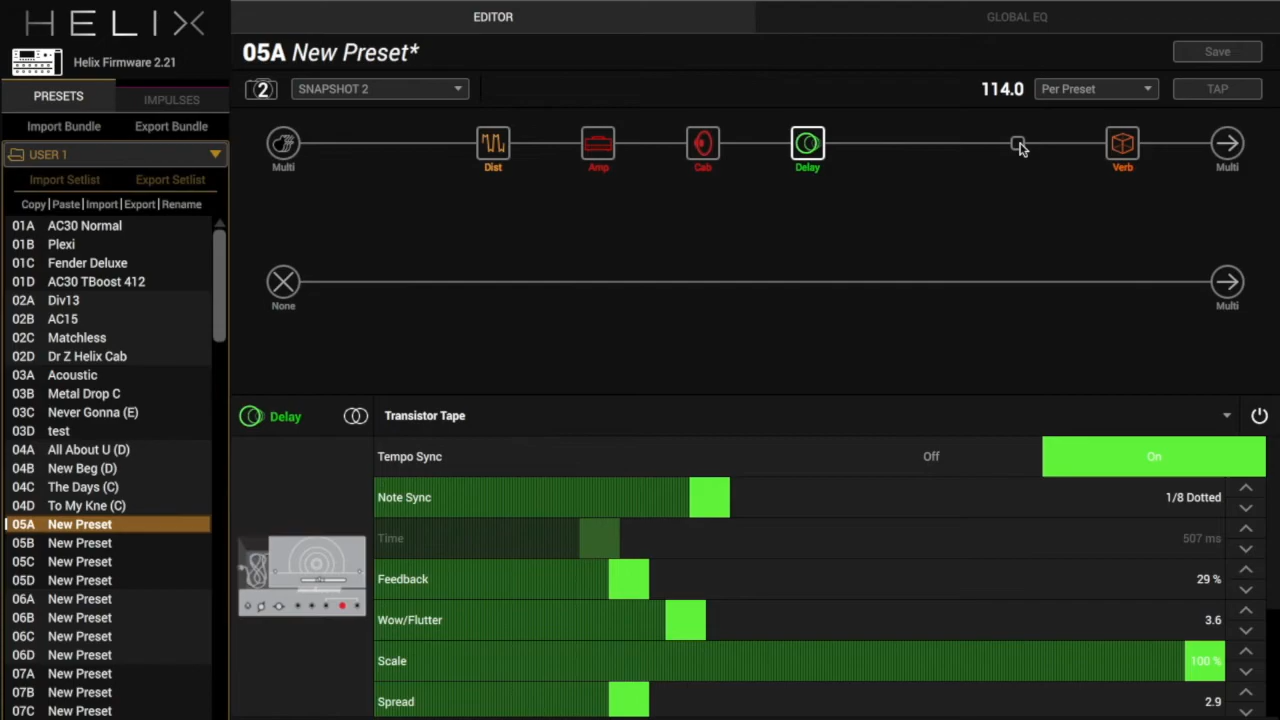 HELIX
Helix Firmware 2.21
PRESETS
IMPULSES
Import Bundle
Export Bundle
USER 1
Import Setlist
Export Setlist
Copy|Paste|Import|Export|Rename
01A AC30 Normal
01B Plexi
01C Fender Deluxe
01D AC30 TBoost 412
02A Div13
02B AC15
02C Matchless
02D Dr Z Helix Cab
03A Acoustic
03B Metal Drop C
03C Never Gonna (E)
03D test
04A All About U (D)
04B New Beg (D)
04C The Days (C)
04D To My Kne (C)
05A New Preset
05B New Preset
05C New Preset
05D New Preset
06A New Preset
06B New Preset
06C New Preset
06D New Preset
07A New Preset
07B New Preset
07C New Preset
EDITOR
GLOBAL EQ
05A New Preset*
Save
2
SNAPSHOT 2
114.0
Per Preset
TAP
Multi
Dist
Amp
Cab
Delay
Verb
Multi
None
Multi
Delay
Transistor Tape
Tempo Sync Off On
Note Sync 1/8 Dotted
Time 507 ms
Feedback 29 %
Wow/Flutter 3.6
Scale 100 %
Spread 2.9